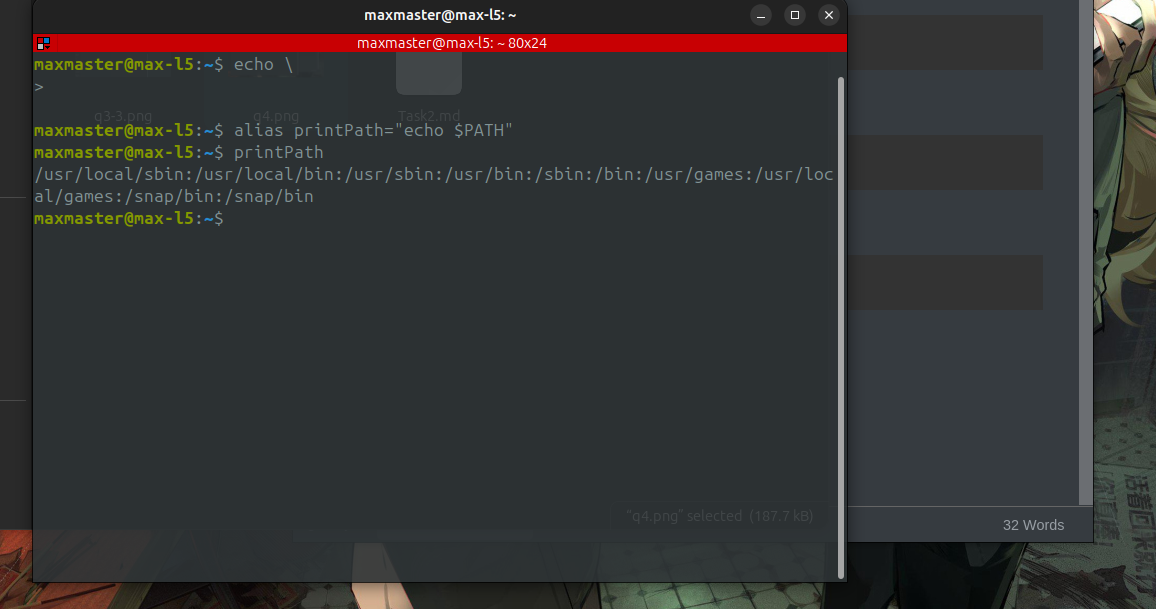 maxmaster@max-l5: ~
maxmaster@max-l5: ~ 80x24
maxmaster@max-l5:~$ echo \
>
q3-3.png q4.png Task2.md
maxmaster@max-l5:~$ alias printPath="echo $PATH"
maxmaster@max-l5:~$ printPath
/usr/local/sbin:/usr/local/bin:/usr/sbin:/usr/bin:/sbin:/bin:/usr/games:/usr/loc
al/games:/snap/bin:/snap/bin
maxmaster@max-l5:~$
"q4.png" selected (187.7 kB)
32 Words